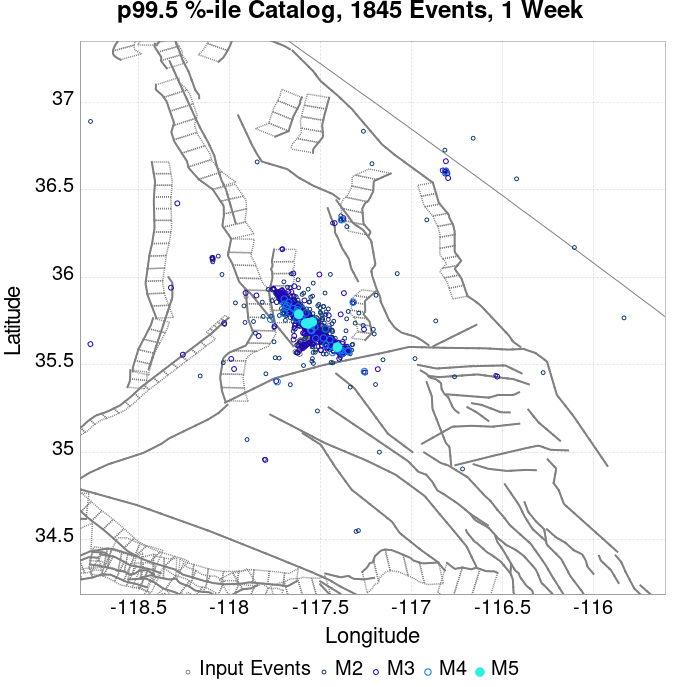 p99.5 %-ile Catalog, 1845 Events, 1 Week
37
36.5
36
35.5
35
34.5
Latitude
-118.5 -118 -117.5 -117 -116.5 -116
Longitude
Input Events M2 M3 M4 M5